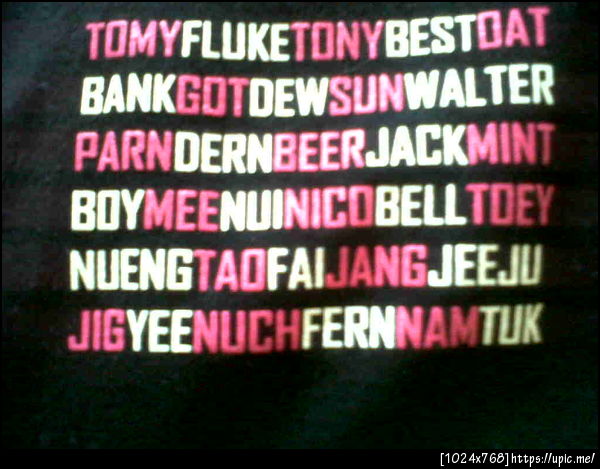 TOMYFLUKETONYBESTOAT
BANKGOTDEWSUNWALTER
PARNDERNBEERJACKMINT
BOYMEENUINICOBELLTOEY
NUENGTAOFAIJANGJEEJU
JIGYEENUCHFERNNAMTUK
[1024x768]https://upic.me/